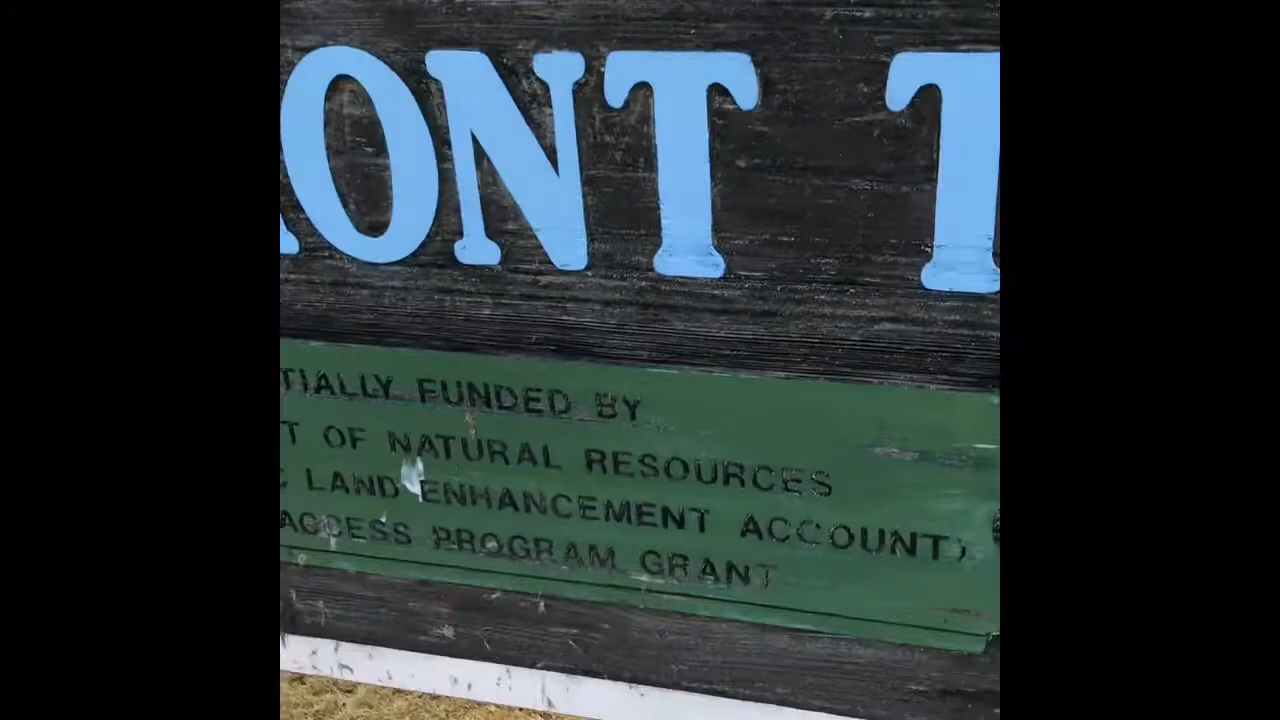 ONT T
TIALLY FUNDED BY
T OF NATURAL RESOURCES
LAND ENHANCEMENT ACCOUNT)
ACCESS PROGRAM GRANT